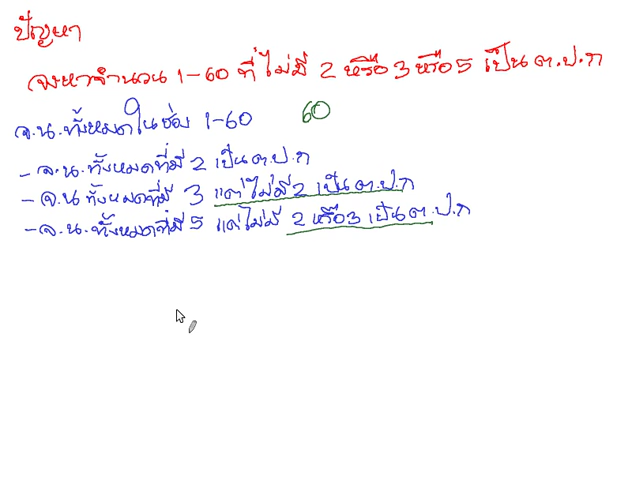 ปัญหา
จงหาจำนวน 1-60 ที่ไม่มี 2 หรือ 3 หรือ 5 เป็น ต.ป.ก
จ.น.ทั้งหมดในช่วง 1-60 60
- จ.น.ทั้งหมดที่มี 2 เป็น ต.ป.ก
- จ.น ทั้งหมดที่มี 3 แต่ไม่มี 2 เป็น ต.ป.ก
- จ.น.ทั้งหมดที่มี 5 แต่ไม่มี 2 หรือ 3 เป็น ต.ป.ก